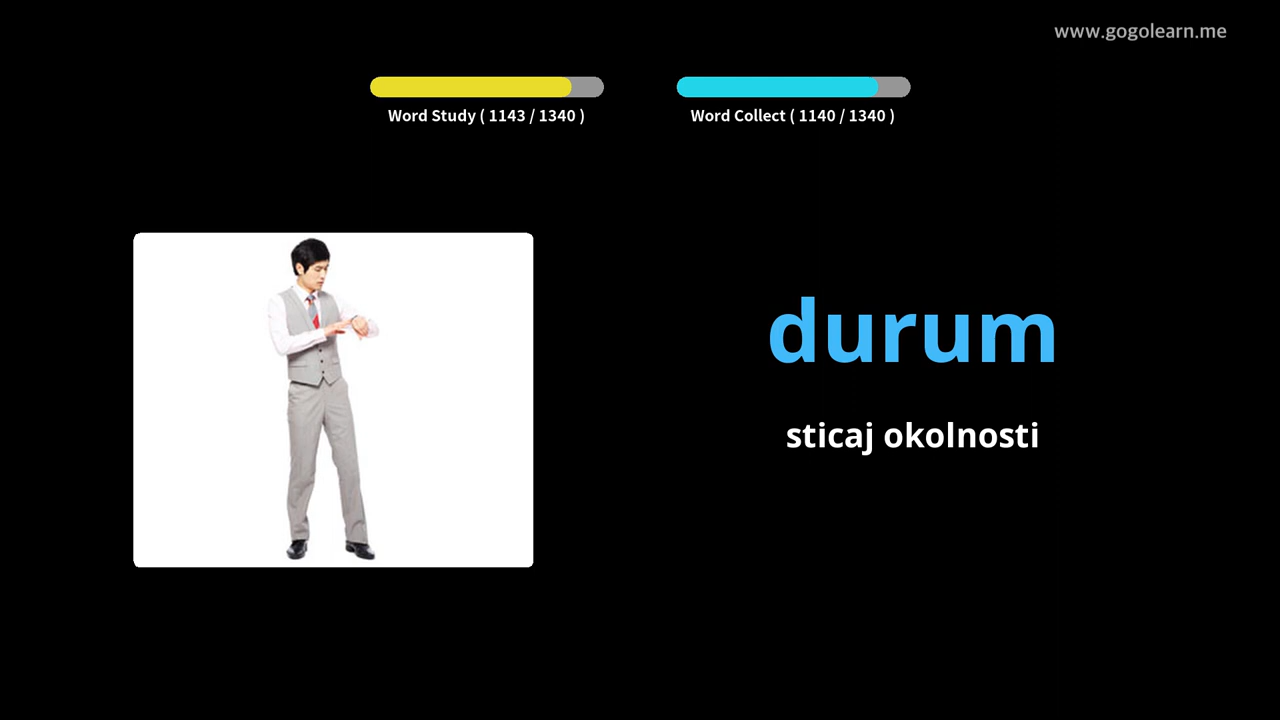 www.gogolearn.me
Word Study ( 1143 / 1340 )
Word Collect ( 1140 / 1340 )
durum
sticaj okolnosti